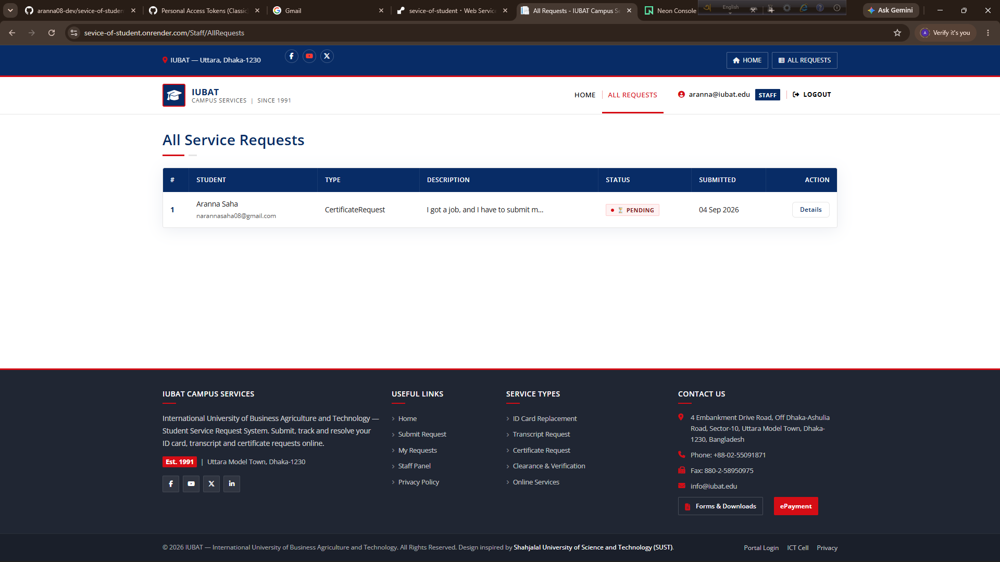 aranna08-dev/sevice-of-studen
Personal Access Tokens (Classic
Gmail
sevice-of-student · Web Service
All Requests - IUBAT Campus Se
Neon Console
English
Ask Gemini
sevice-of-student.onrender.com/Staff/AllRequests
Verify it's you
IUBAT — Uttara, Dhaka-1230
HOME
ALL REQUESTS
IUBAT
CAMPUS SERVICES | SINCE 1991
HOME
ALL REQUESTS
aranna@iubat.edu STAFF
LOGOUT
All Service Requests
# STUDENT TYPE DESCRIPTION STATUS SUBMITTED ACTION
1 Aranna Saha CertificateRequest I got a job, and I have to submit m... PENDING 04 Sep 2026 Details
narannasaha08@gmail.com
IUBAT CAMPUS SERVICES
International University of Business Agriculture and Technology —
Student Service Request System. Submit, track and resolve your
ID card, transcript and certificate requests online.
Est. 1991 | Uttara Model Town, Dhaka-1230
USEFUL LINKS
Home
Submit Request
My Requests
Staff Panel
Privacy Policy
SERVICE TYPES
ID Card Replacement
Transcript Request
Certificate Request
Clearance & Verification
Online Services
CONTACT US
4 Embankment Drive Road, Off Dhaka-Ashulia
Road, Sector-10, Uttara Model Town, Dhaka-
1230, Bangladesh
Phone: +88-02-55091871
Fax: 880-2-58950975
info@iubat.edu
Forms & Downloads
ePayment
© 2026 IUBAT — International University of Business Agriculture and Technology. All Rights Reserved. Design inspired by Shahjalal University of Science and Technology (SUST).
Portal Login ICT Cell Privacy